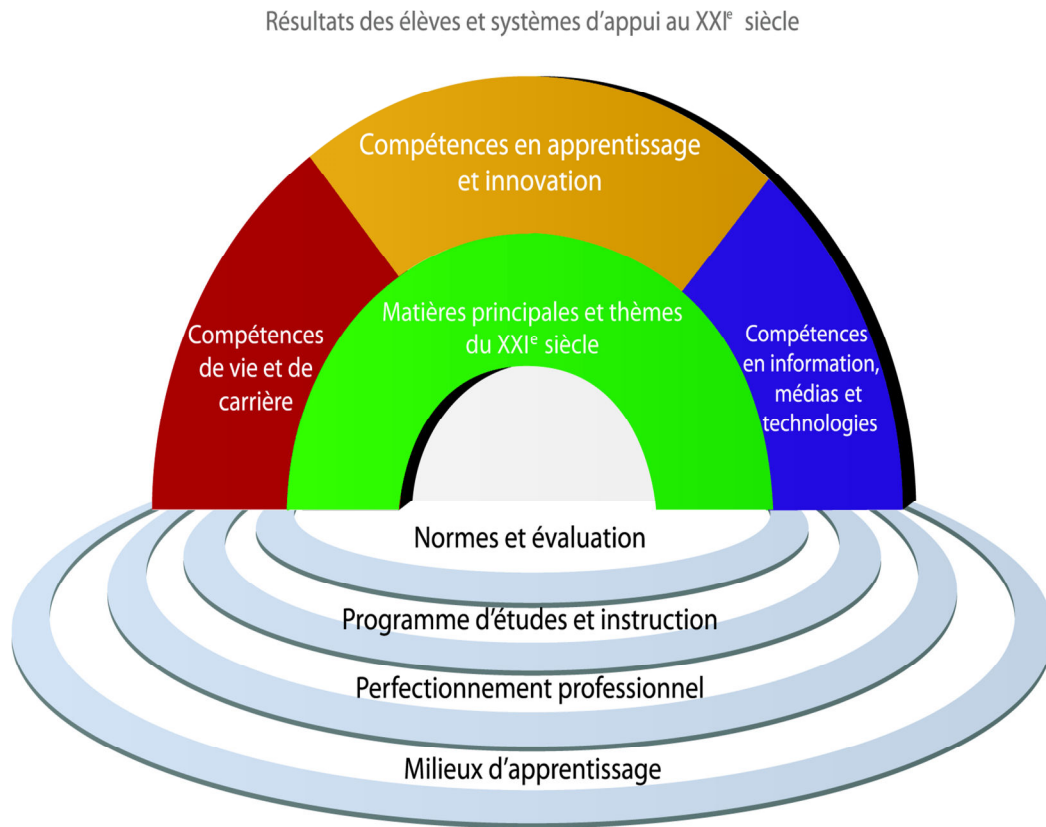 Résultats des élèves et systèmes d'appui au XXIᵉ siècle
Compétences en apprentissage
et innovation
Matières principales et thèmes
du XXIᵉ siècle
Compétences
de vie et de
carrière
Compétences
en information,
médias et
technologies
Normes et évaluation
Programme d'études et instruction
Perfectionnement professionnel
Milieux d'apprentissage